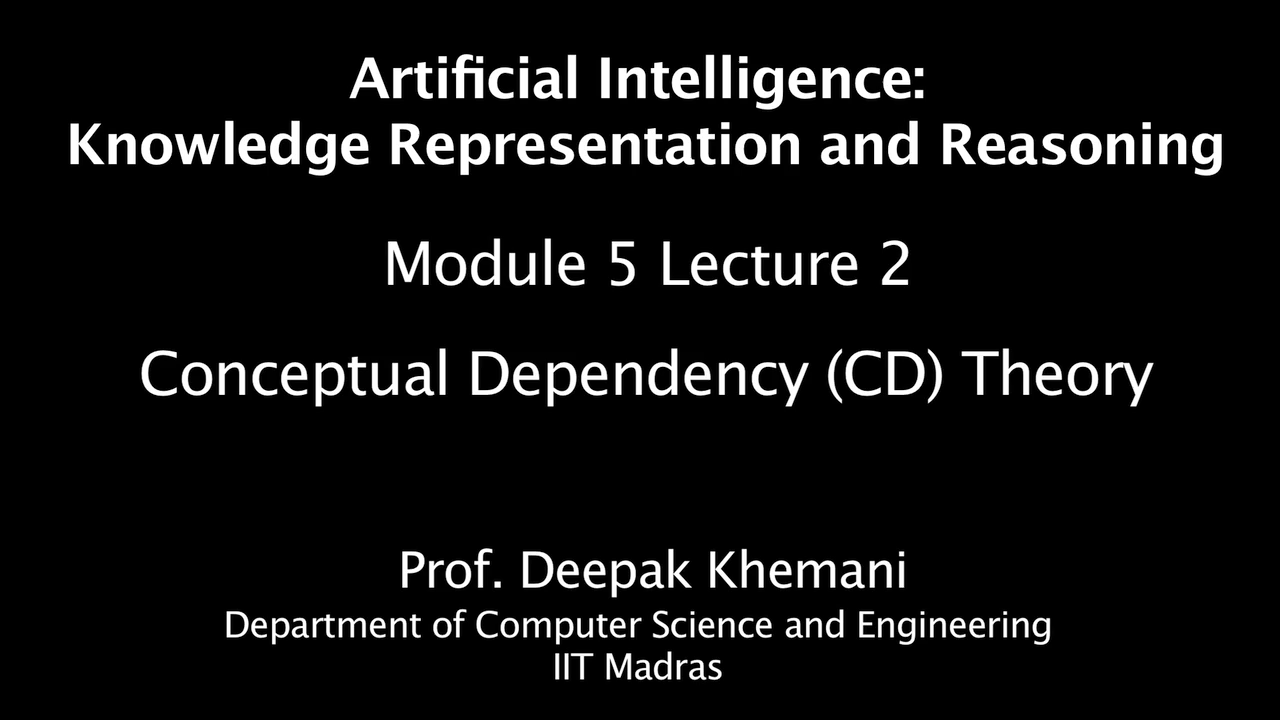 Artificial Intelligence:
Knowledge Representation and Reasoning
Module 5 Lecture 2
Conceptual Dependency (CD) Theory
Prof. Deepak Khemani
Department of Computer Science and Engineering
IIT Madras